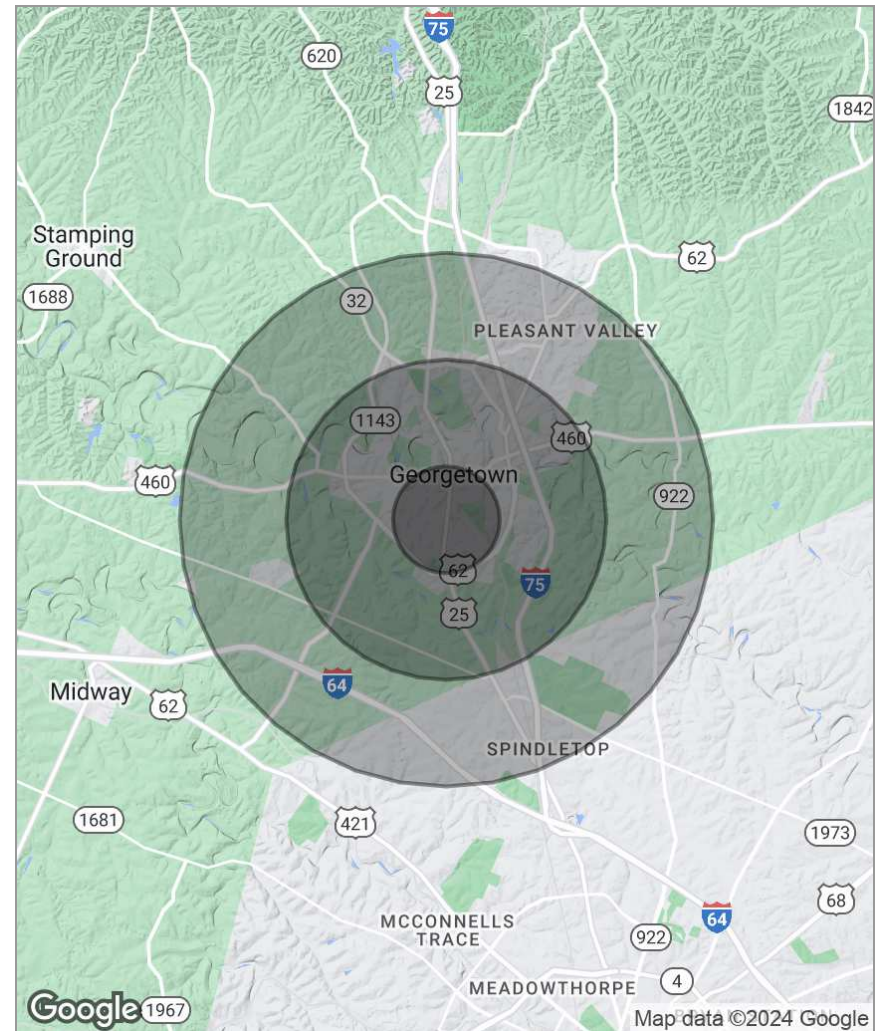 75
620
25
1842
Stamping
Ground
62
1688
32
PLEASANT VALLEY
1143
460
Georgetown
460
922
62
75
25
64
Midway
62
SPINDLETOP
1681
421
1973
68
64
MCCONNELLS
TRACE
922
4
MEADOWTHORPE
Google
1967
Map data ©2024 Google